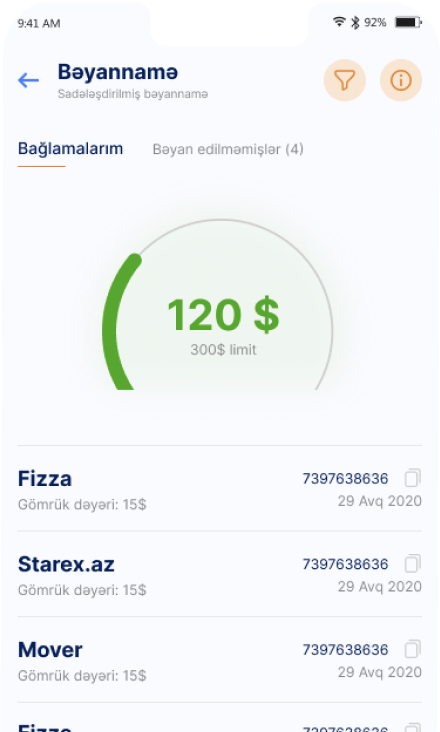 9:41 AM 92%
Bəyannamə
Sadələşdirilmiş bəyannamə
Bağlamalarım Bəyan edilməmişlər (4)
120 $
300$ limit
Fizza 7397638636
Gömrük dəyəri: 15$ 29 Avq 2020
Starex.az 7397638636
Gömrük dəyəri: 15$ 29 Avq 2020
Mover 7397638636
Gömrük dəyəri: 15$ 29 Avq 2020
Fizza 7397638636